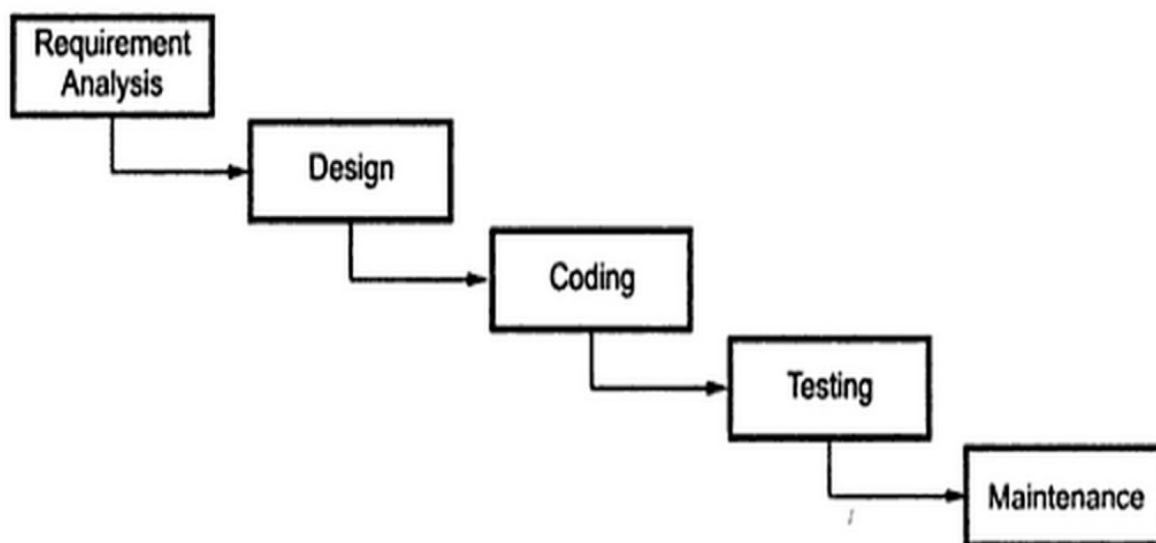 Requirement
Analysis
Design
Coding
Testing
Maintenance